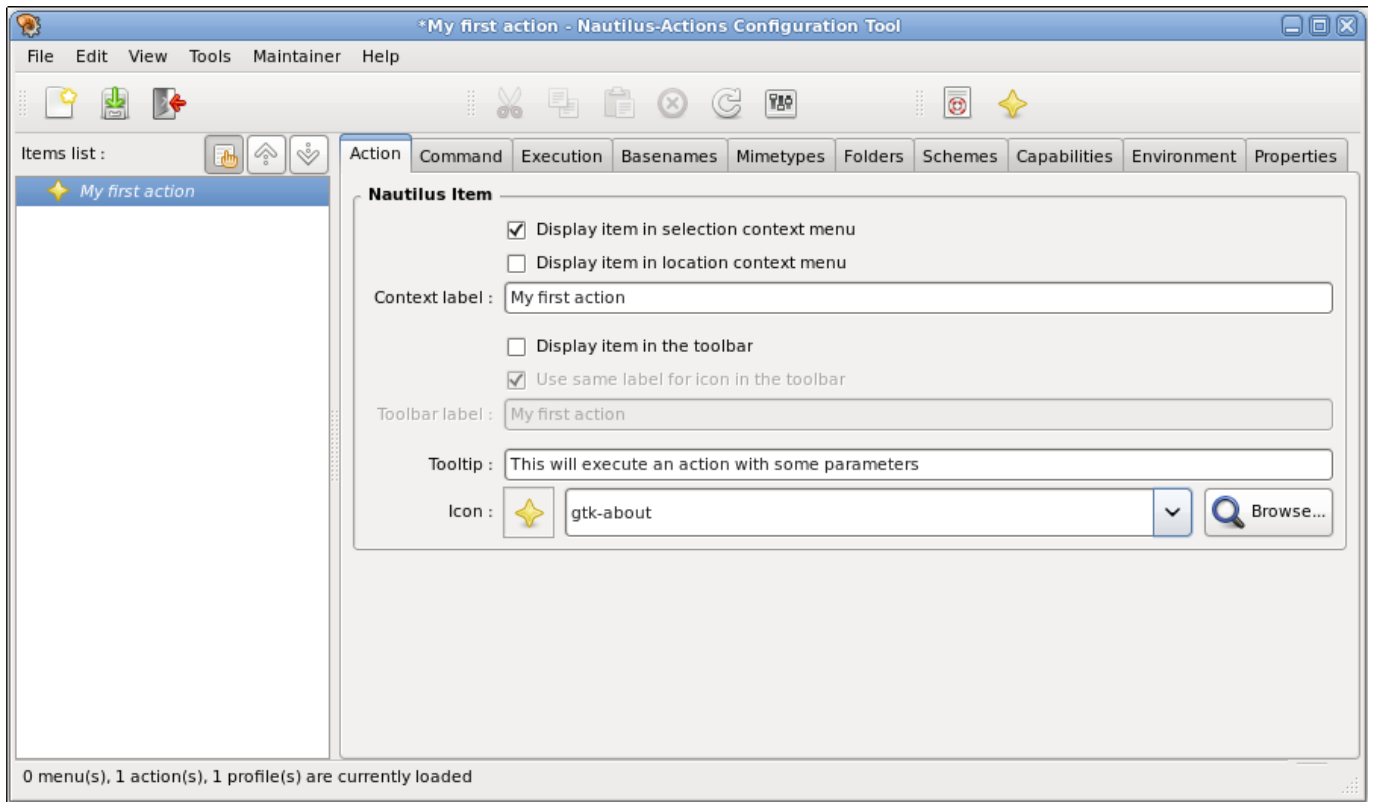 *My first action - Nautilus-Actions Configuration Tool
File Edit View Tools Maintainer Help
Items list :
Action Command Execution Basenames Mimetypes Folders Schemes Capabilities Environment Properties
My first action
Nautilus Item
Display item in selection context menu
Display item in location context menu
Context label : My first action
Display item in the toolbar
Use same label for icon in the toolbar
Toolbar label : My first action
Tooltip : This will execute an action with some parameters
Icon : gtk-about Browse...
0 menu(s), 1 action(s), 1 profile(s) are currently loaded